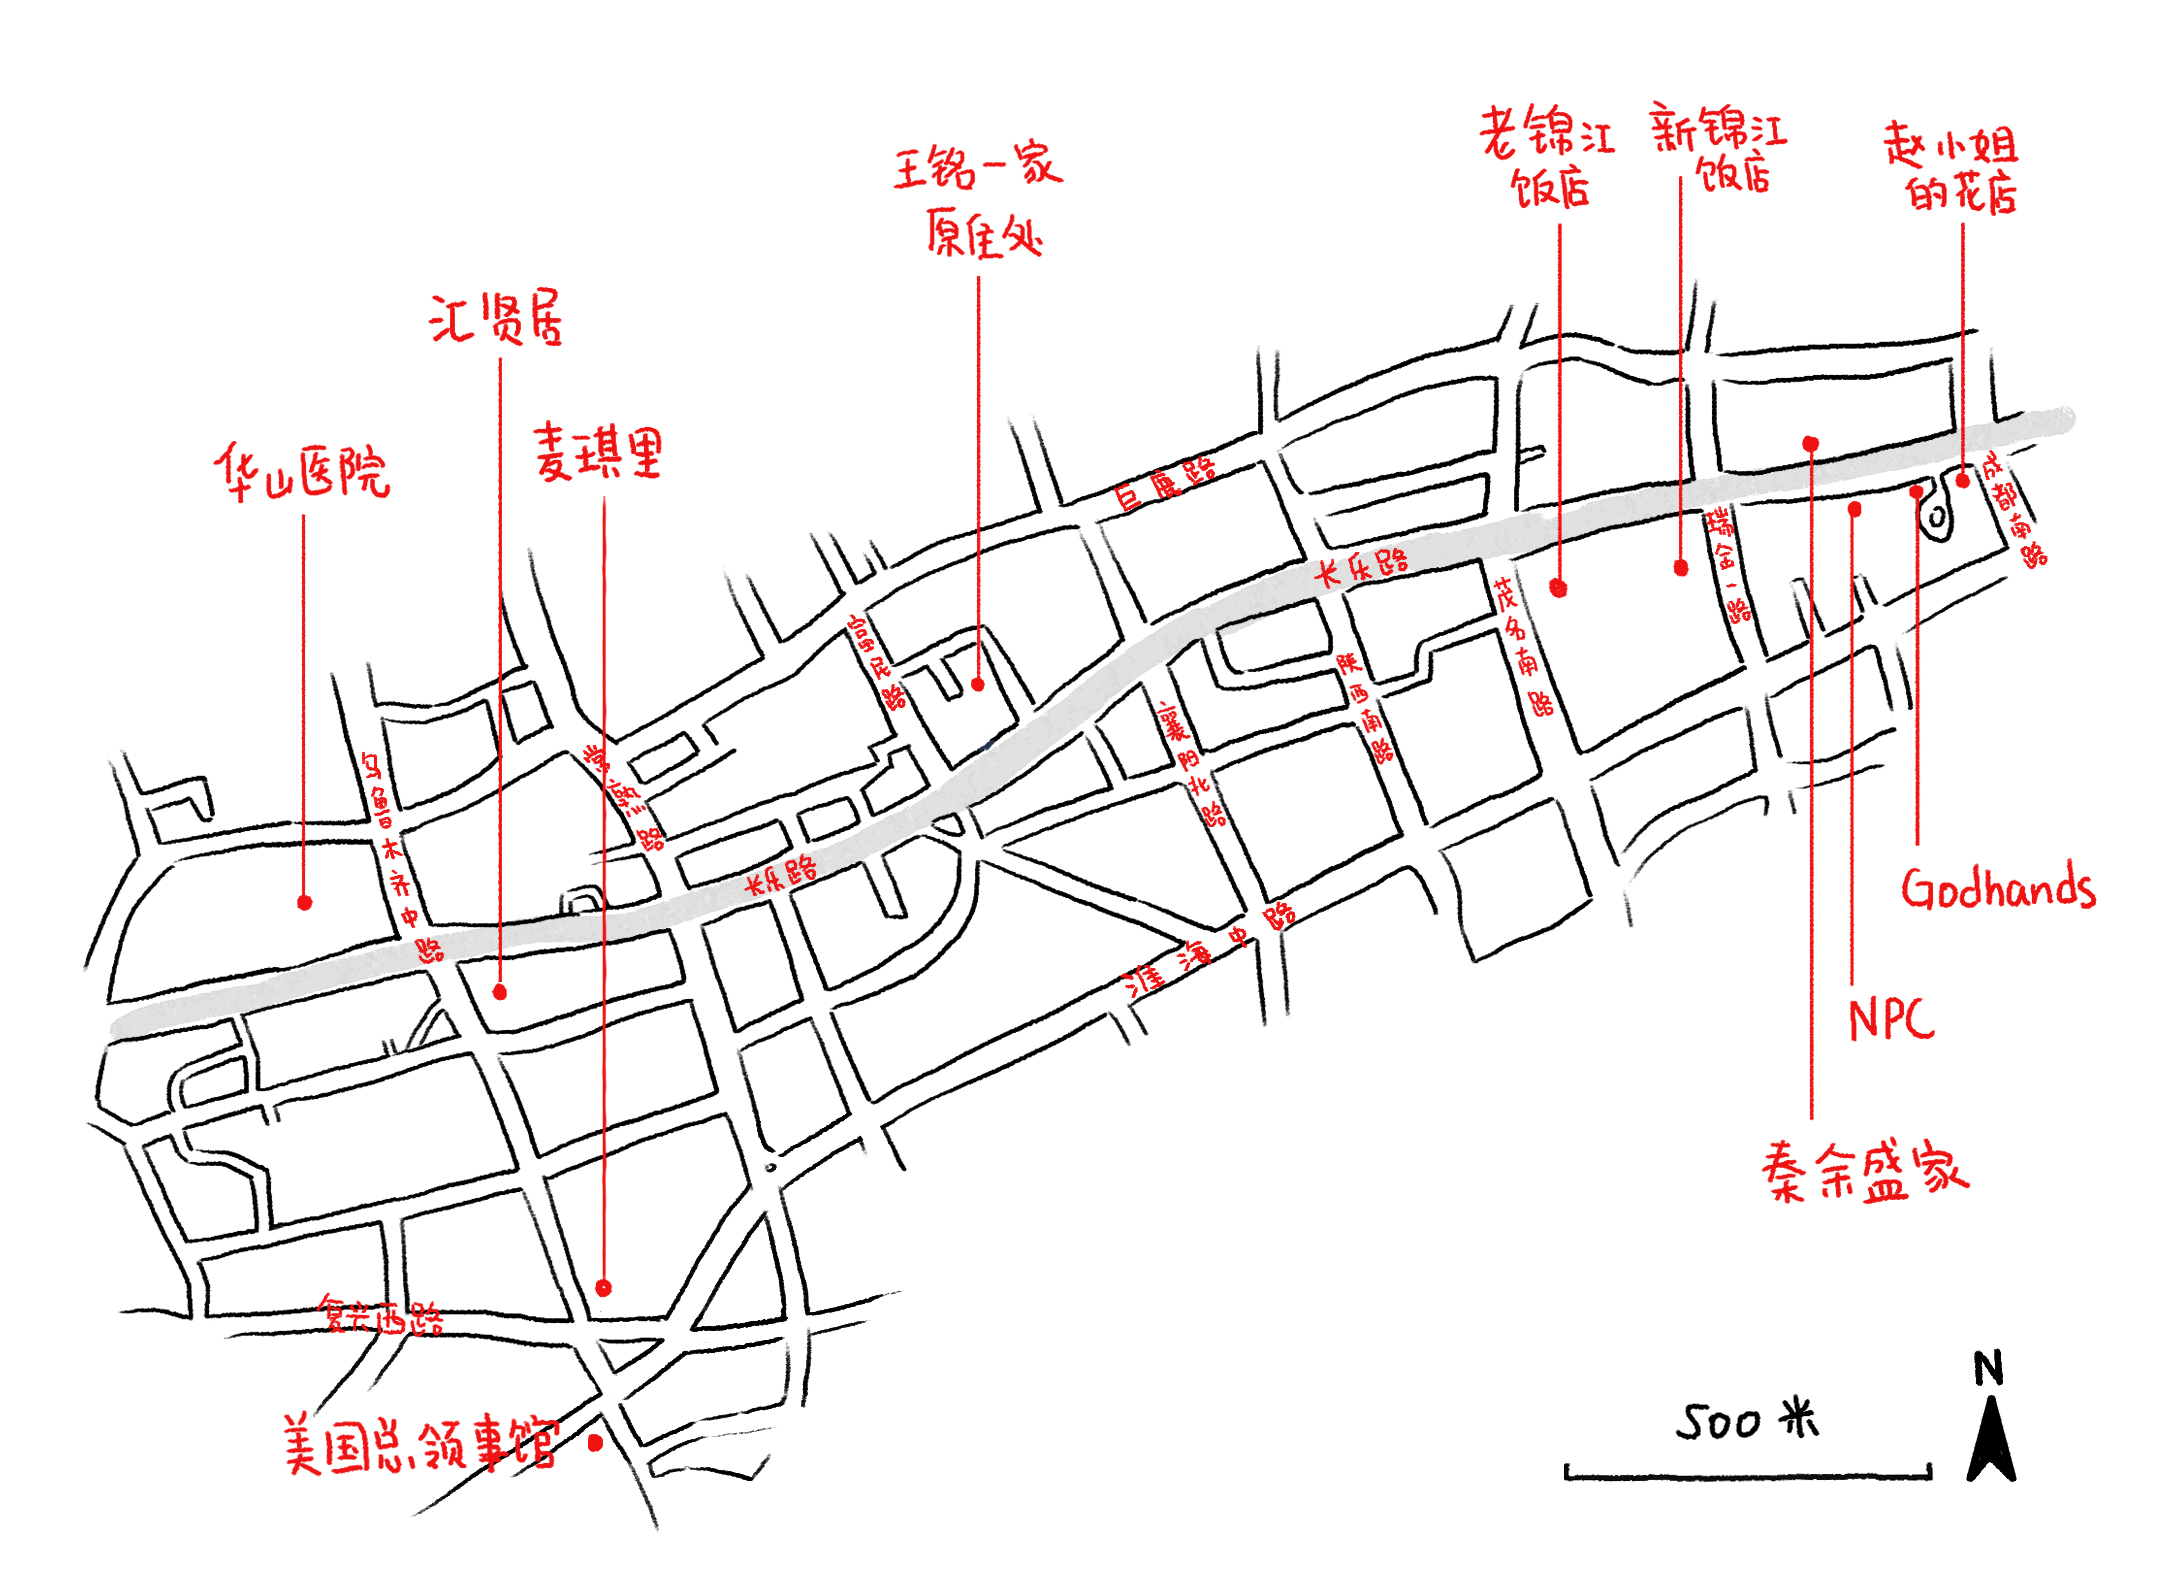 老锦江
饭店
新锦江
饭店
赵小姐
的花店
王铭一家
原住处
汇贤居
麦琪里
华山医院
巨鹿路
长乐路
成都南路
瑞金一路
茂名南路
富民路
陕西南路
襄阳北路
常熟路
乌鲁木齐中路
长乐路
淮海中路
Godhands
NPC
秦余盛家
复兴西路
美国总领事馆
N
500 米